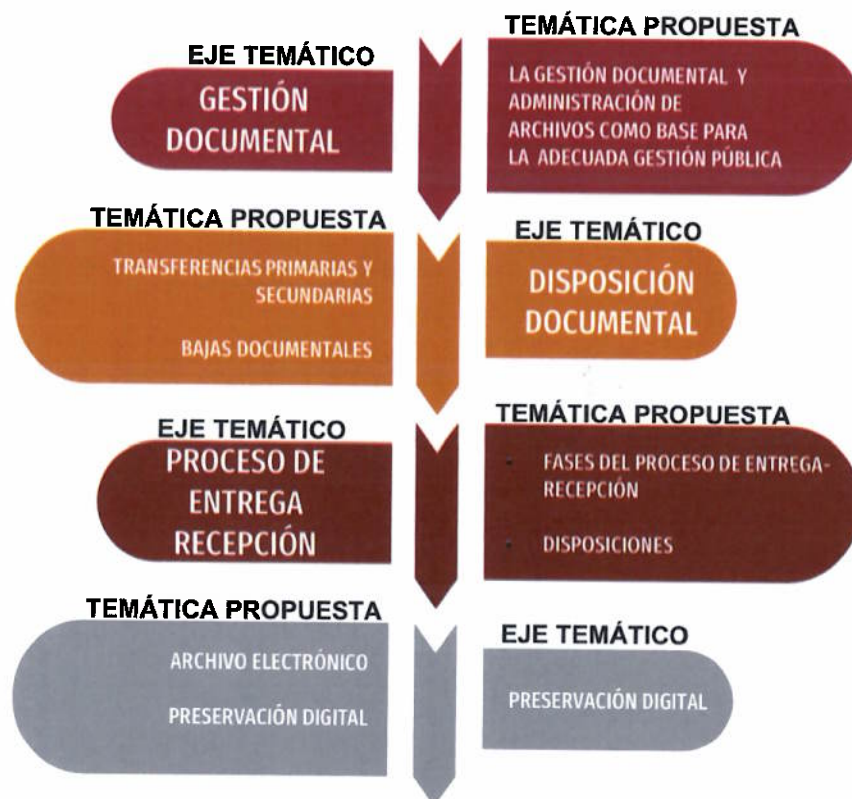 EJE TEMÁTICO
GESTIÓN
DOCUMENTAL
TEMÁTICA PROPUESTA
LA GESTIÓN DOCUMENTAL Y
ADMINISTRACIÓN DE
ARCHIVOS COMO BASE PARA
LA ADECUADA GESTIÓN PÚBLICA
TEMÁTICA PROPUESTA
TRANSFERENCIAS PRIMARIAS Y
SECUNDARIAS
BAJAS DOCUMENTALES
EJE TEMÁTICO
DISPOSICIÓN
DOCUMENTAL
EJE TEMÁTICO
PROCESO DE
ENTREGA
RECEPCIÓN
TEMÁTICA PROPUESTA
• FASES DEL PROCESO DE ENTREGA-
RECEPCIÓN
• DISPOSICIONES
TEMÁTICA PROPUESTA
ARCHIVO ELECTRÓNICO
PRESERVACIÓN DIGITAL
EJE TEMÁTICO
PRESERVACIÓN DIGITAL